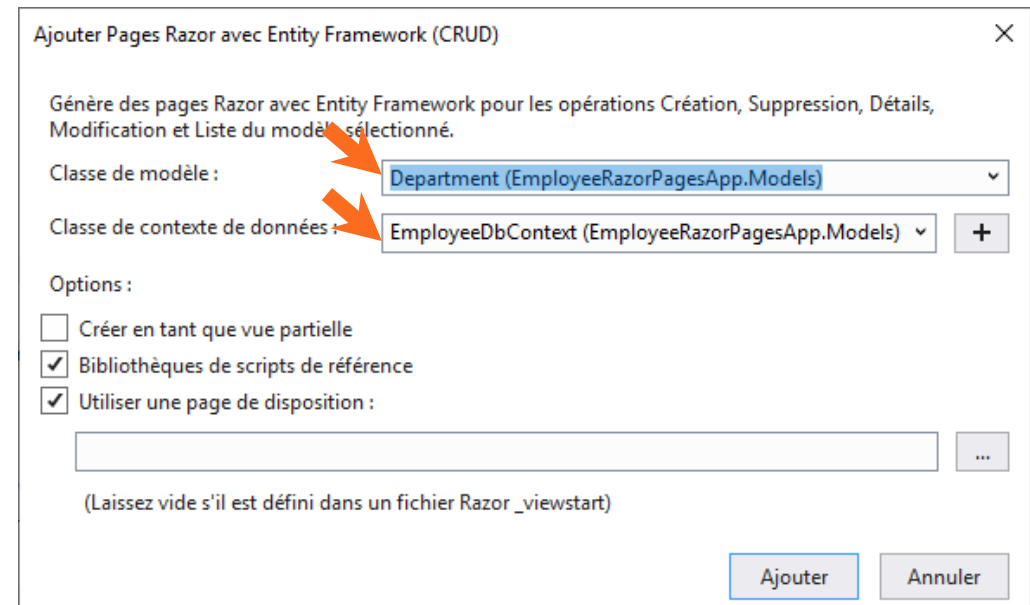 Ajouter Pages Razor avec Entity Framework (CRUD)
Génère des pages Razor avec Entity Framework pour les opérations Création, Suppression, Détails,
Modification et Liste du modèle sélectionné.
Classe de modèle :
Department (EmployeeRazorPagesApp.Models)
Classe de contexte de données :
EmployeeDbContext (EmployeeRazorPagesApp.Models)
+
Options :
Créer en tant que vue partielle
Bibliothèques de scripts de référence
Utiliser une page de disposition :
...
(Laissez vide s'il est défini dans un fichier Razor _viewstart)
Ajouter
Annuler